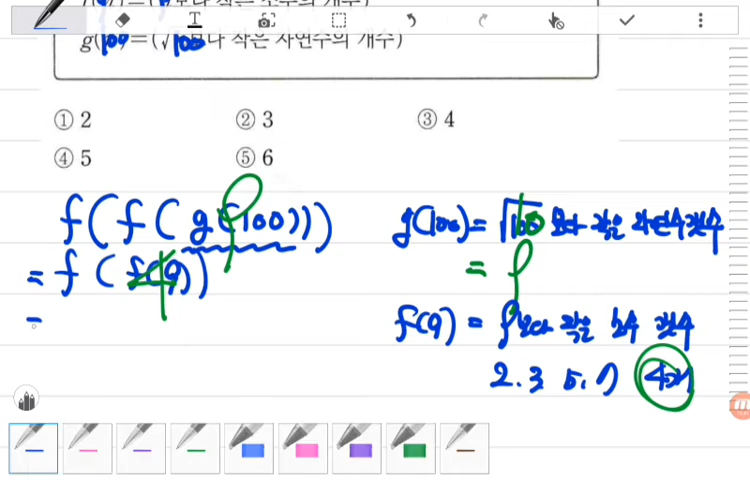 g(100)=(√100보다 작은 자연수의 개수)
① 2 ② 3 ③ 4
④ 5 ⑤ 6
f(f(g(100)))
= f(f(9))
=
g(100) = √100 보다 작은 자연수 갯수
= 9
f(9) = 9보다 작은 소수 갯수
2. 3 5. 7 4개